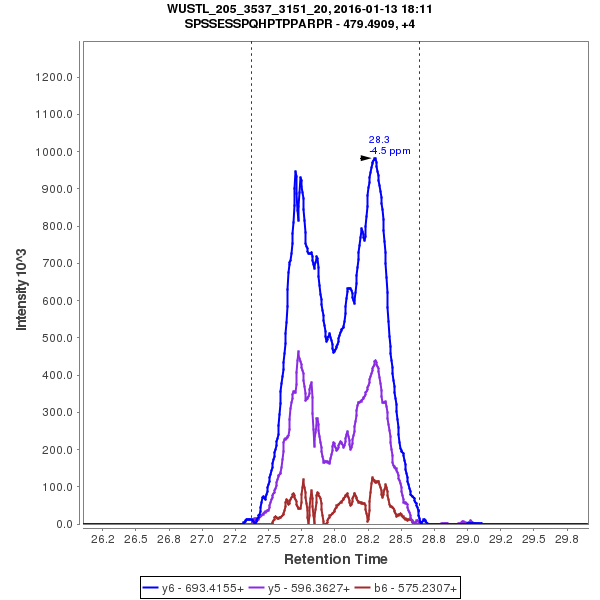 WUSTL_205_3537_3151_20, 2016-01-13 18:11
SPSSESSPQHPTPPARPR - 479.4909, +4
Intensity 10^3
1200.0
1100.0
1000.0
900.0
800.0
700.0
600.0
500.0
400.0
300.0
200.0
100.0
0.0
28.3
-4.5 ppm
26.2 26.5 26.8 27.0 27.2 27.5 27.8 28.0 28.2 28.5 28.8 29.0 29.2 29.5 29.8
Retention Time
y6 - 693.4155+ y5 - 596.3627+ b6 - 575.2307+